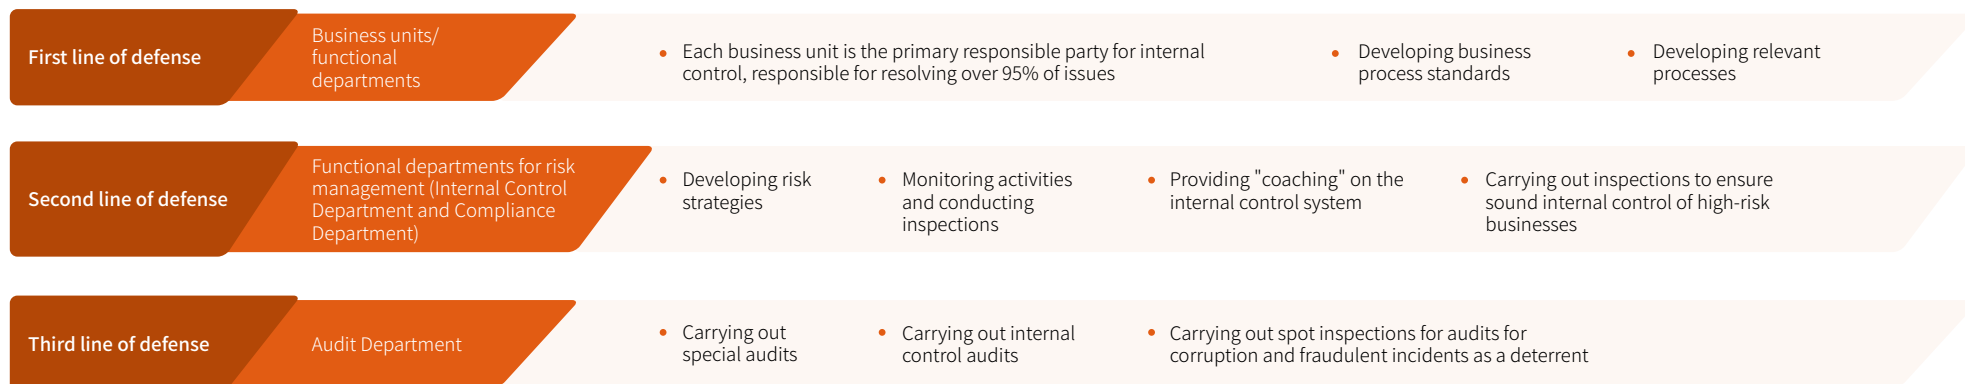 First line of defense
Business units/
functional
departments
• Each business unit is the primary responsible party for internal
control, responsible for resolving over 95% of issues
• Developing business
process standards
• Developing relevant
processes
Second line of defense
Functional departments for risk
management (Internal Control
Department and Compliance
Department)
• Developing risk
strategies
• Monitoring activities
and conducting
inspections
• Providing "coaching" on the
internal control system
• Carrying out inspections to ensure
sound internal control of high-risk
businesses
Third line of defense
Audit Department
• Carrying out
special audits
• Carrying out internal
control audits
• Carrying out spot inspections for audits for
corruption and fraudulent incidents as a deterrent